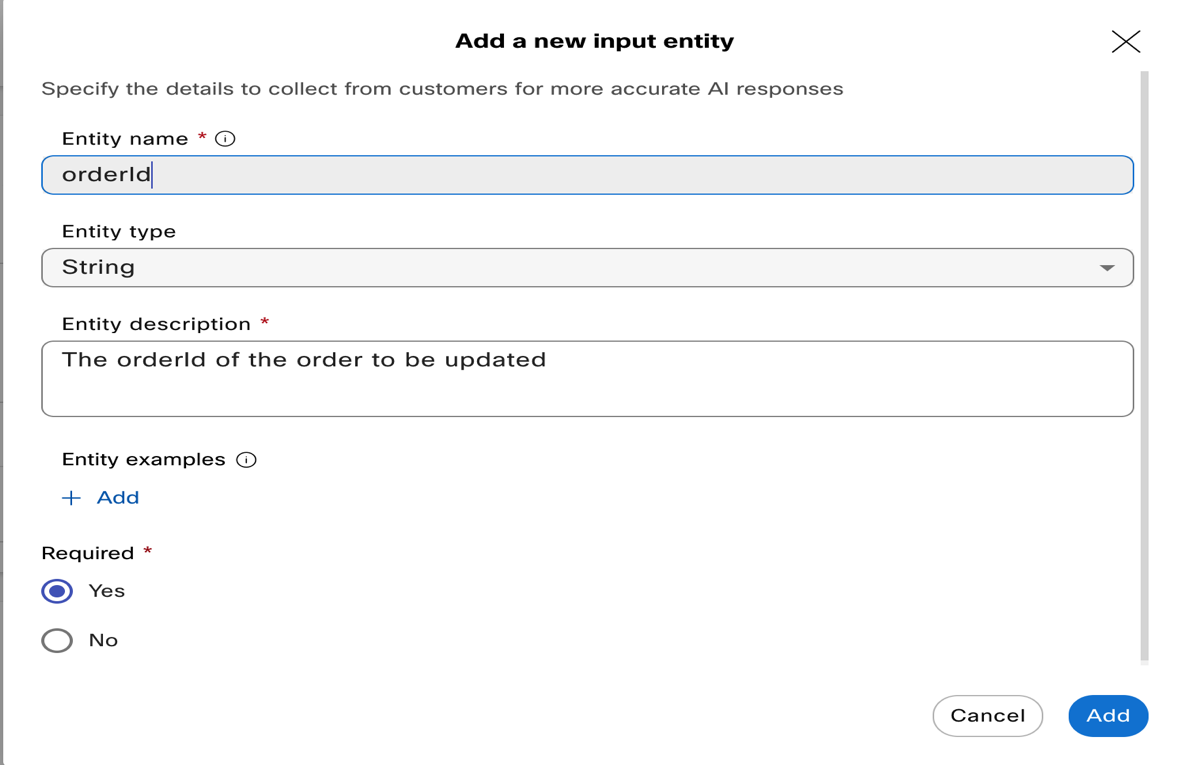 Add a new input entity
Specify the details to collect from customers for more accurate AI responses
Entity name *
orderId
Entity type
String
Entity description *
The orderId of the order to be updated
Entity examples
+ Add
Required *
Yes
No
Cancel
Add